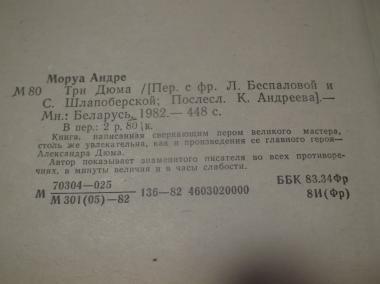 Моруа Андре
М 80 Три Дюма /[Пер. с фр. Л. Беспаловой и
С. Шлапоберской; Послесл. К. Андреева].—
Мн.: Беларусь, 1982.— 448 с.
В пер.: 2 р. 80 к.
Книга, написанная сверкающим пером великого мастера,
столь же увлекательна, как и произведения ее главного героя—
Александра Дюма.
Автор показывает знаменитого писателя во всех противоре-
чиях, в минуты величия и в часы слабости.
М 70304—025 / М 301(05)—82 136—82 4603020000 ББК 83.34Фр
8И(Фр)